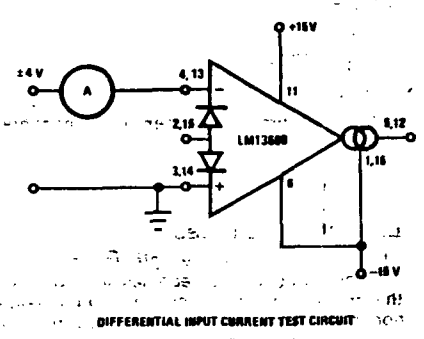 +15V
±4 V
A
4, 13
−
11
2,15
LM13600
5,12
3,14
+
6
1,16
−15 V
DIFFERENTIAL INPUT CURRENT TEST CIRCUIT